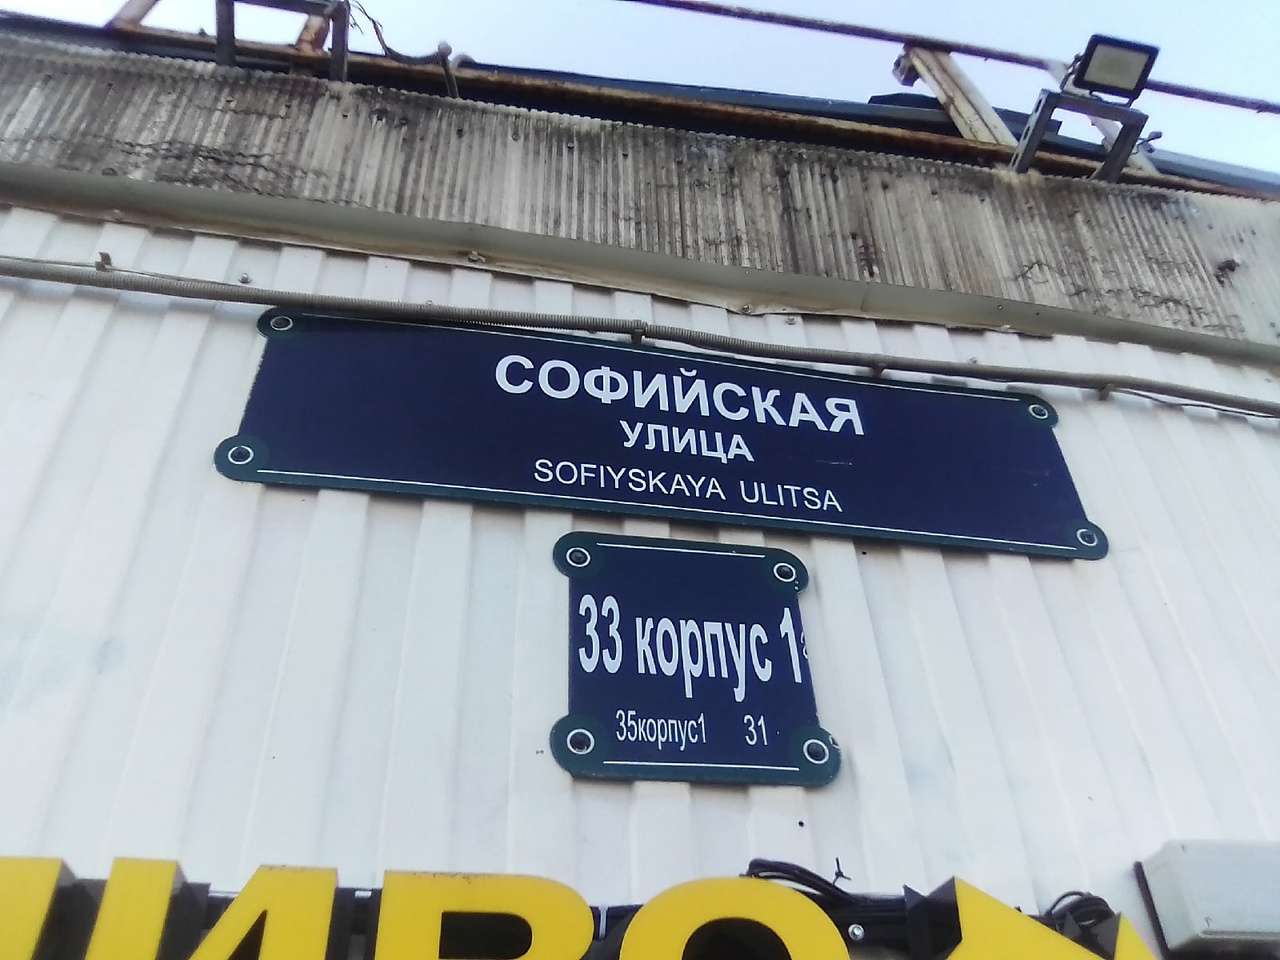 СОФИЙСКАЯ
УЛИЦА
SOFIYSKAYA ULITSA
33 корпус 1
35корпус1 31